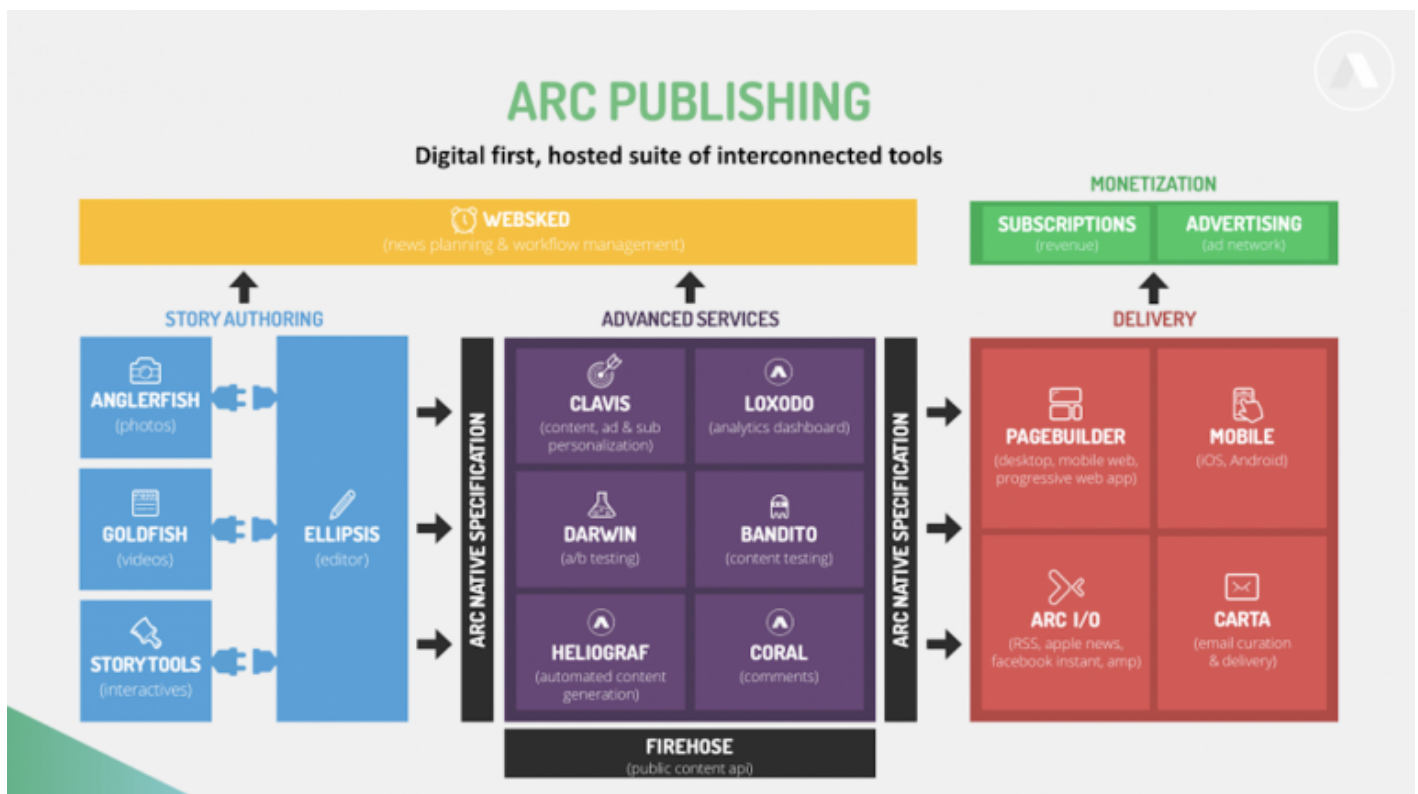 ARC PUBLISHING
Digital first, hosted suite of interconnected tools
WEBSKED
(news planning & workflow management)
MONETIZATION
SUBSCRIPTIONS
(revenue)
ADVERTISING
(ad network)
STORY AUTHORING
ANGLERFISH
(photos)
GOLDFISH
(videos)
STORYTOOLS
(interactives)
ELLIPSIS
(editor)
ARC NATIVE SPECIFICATION
ADVANCED SERVICES
CLAVIS
(content, ad & sub
personalization)
LOXODO
(analytics dashboard)
DARWIN
(a/b testing)
BANDITO
(content testing)
HELIOGRAF
(automated content
generation)
CORAL
(comments)
FIREHOSE
(public content api)
ARC NATIVE SPECIFICATION
DELIVERY
PAGEBUILDER
(desktop, mobile web,
progressive web app)
MOBILE
(iOS, Android)
ARC I/O
(RSS, apple news,
facebook instant, amp)
CARTA
(email curation
& delivery)